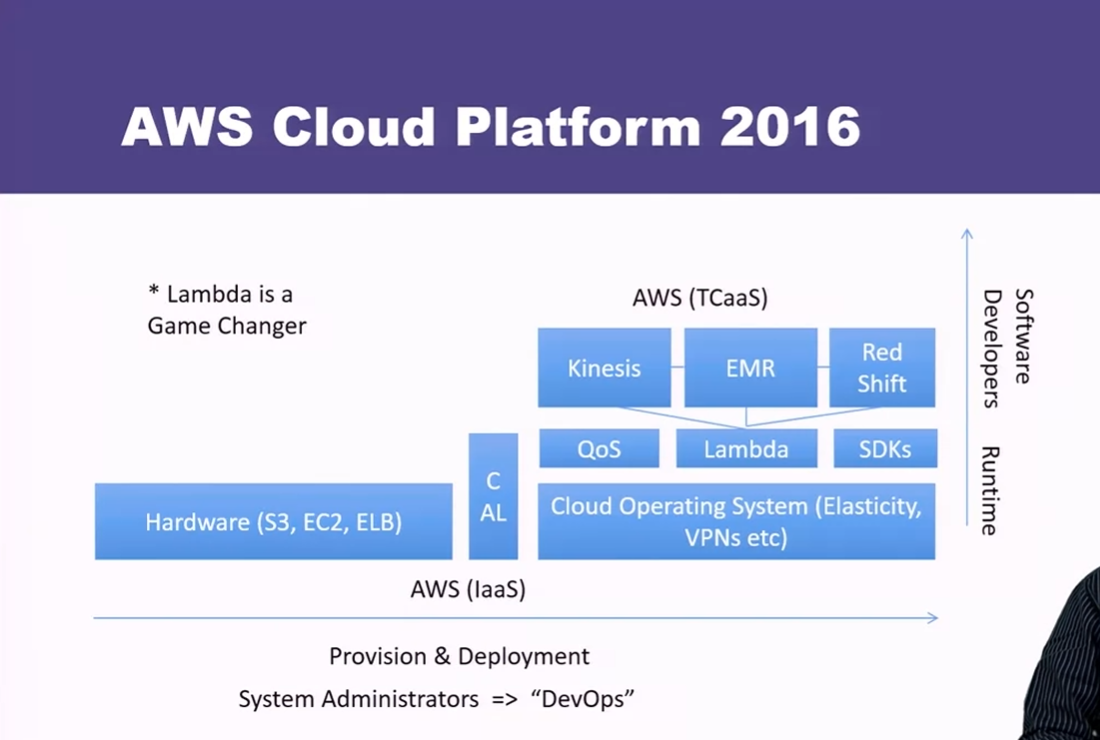 AWS Cloud Platform 2016
* Lambda is a
Game Changer
AWS (TCaaS)
Kinesis
EMR
Red
Shift
QoS
Lambda
SDKs
Hardware (S3, EC2, ELB)
C
AL
Cloud Operating System (Elasticity,
VPNs etc)
AWS (IaaS)
Provision & Deployment
System Administrators => “DevOps”
Software
Developers Runtime